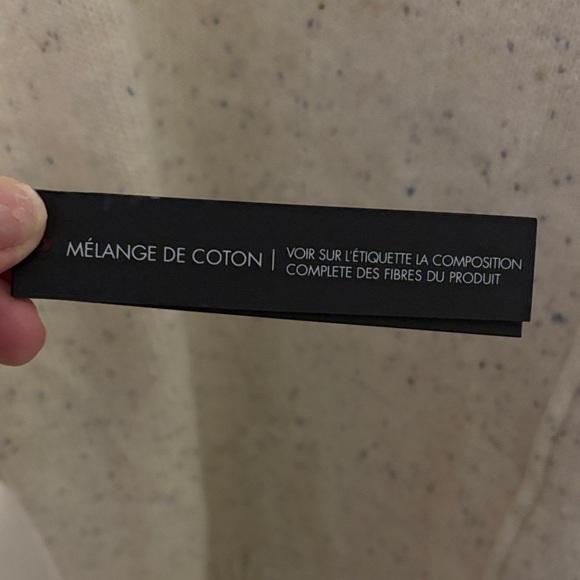 MÉLANGE DE COTON | VOIR SUR L'ÉTIQUETTE LA COMPOSITION
COMPLETE DES FIBRES DU PRODUIT